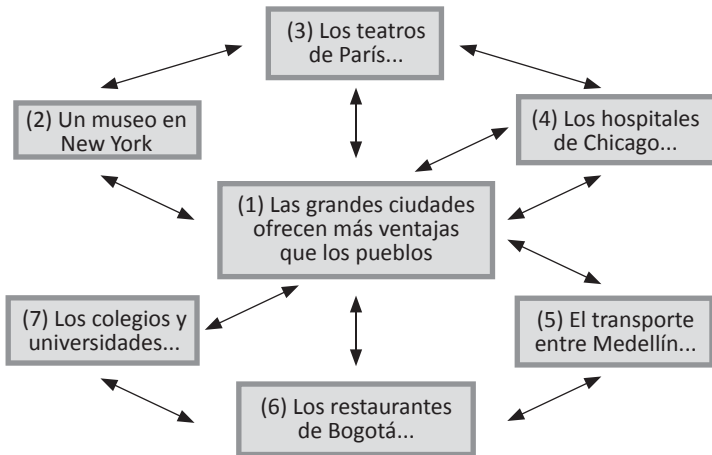 (3) Los teatros
de París...
(2) Un museo en
New York
(4) Los hospitales
de Chicago...
(1) Las grandes ciudades
ofrecen más ventajas
que los pueblos
(7) Los colegios y
universidades...
(5) El transporte
entre Medellín...
(6) Los restaurantes
de Bogotá...